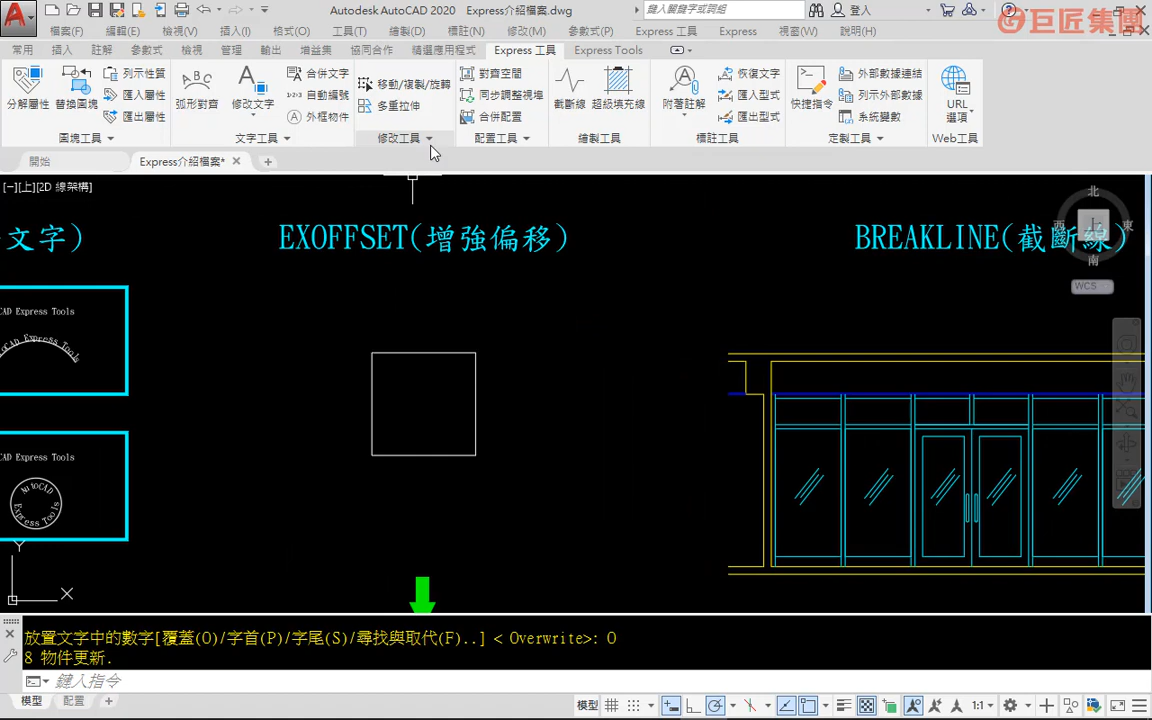 Autodesk AutoCAD 2020 Express介紹檔案.dwg
鍵入關鍵字或詞組
登入
巨匠集團
檔案(F) 編輯(E) 檢視(V) 插入(I) 格式(O) 工具(T) 繪製(D) 標註(N) 修改(M) 參數式(P) Express 工具 Express 視窗(W) 說明(H)
常用 插入 註解 參數式 檢視 管理 輸出 增益集 協同合作 精選應用程式 Express 工具 Express Tools
分解屬性 替換圖塊 列示性質 匯入屬性 匯出屬性
弧形對齊 修改文字 合併文字 自動編號 外框物件
移動/複製/旋轉 多重拉伸
對齊空間 同步調整視埠 合併配置
截斷線 超級填充線
附著註解 恢復文字 匯入型式 匯出型式
快捷指令 外部數據連結 列示外部數據 系統變數
URL 選項
圖塊工具 文字工具 修改工具 配置工具 繪製工具 標註工具 定製工具 Web工具
開始 Express介紹檔案*
[−][上][2D 線架構]
北
西 上 東
南
WCS
文字) EXOFFSET(增強偏移) BREAKLINE(截斷線)
CAD Express Tools
AutoCAD Express Tools
CAD Express Tools
AutoCAD
Express Tools
Y
X
放置文字中的數字[覆蓋(O)/字首(P)/字尾(S)/尋找與取代(F)..] < Overwrite>: O
8 物件更新.
鍵入指令
模型 配置
模型 1:1